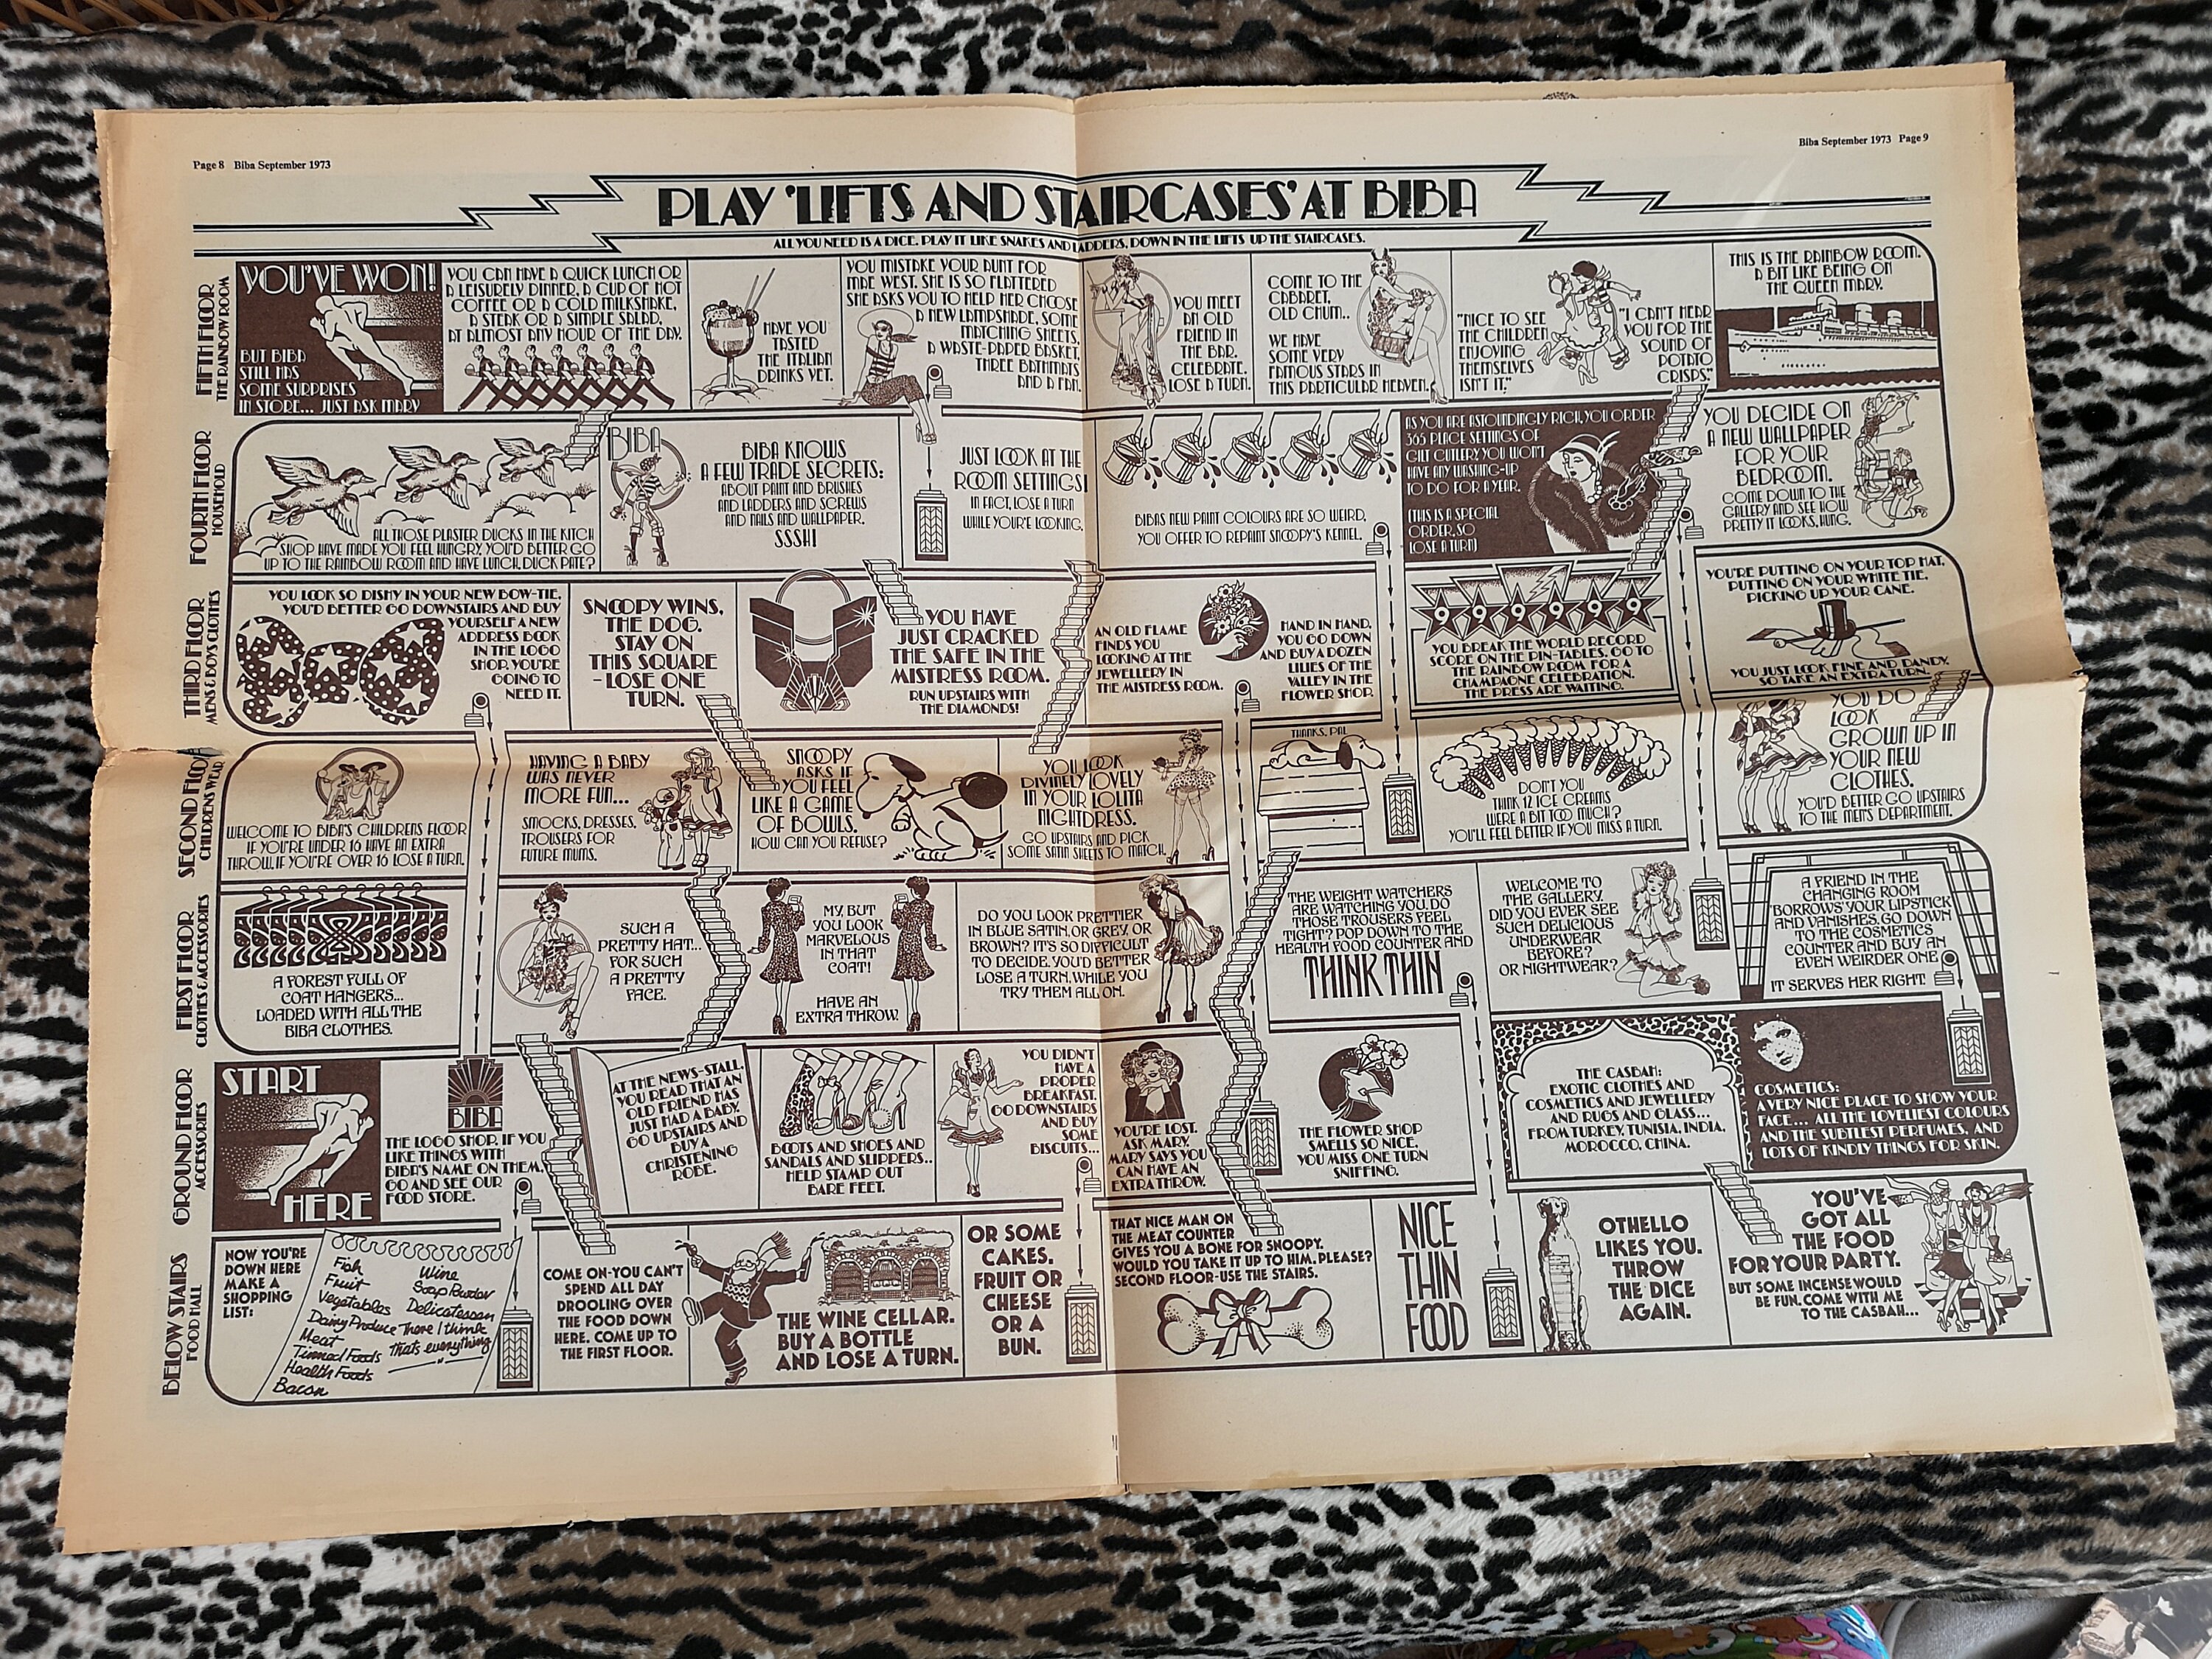 Page 8 Biba September 1973
Biba September 1973 Page 9
PLAY 'LIFTS AND STAIRCASES' AT BIBA
ALL YOU NEED IS A DICE. PLAY IT LIKE SNAKES AND LADDERS, DOWN IN THE LIFTS UP THE STAIRCASES.
FIFTH FLOOR
THE RAINBOW ROOM
YOU'VE WON!
BUT BIBA
STILL HAS
SOME SURPRISES
IN STORE... JUST ASK MARY
YOU CAN HAVE A QUICK LUNCH OR
A LEISURELY DINNER, A CUP OF HOT
COFFEE OR A COLD MILKSHAKE,
A STEAK OR A SIMPLE SALAD,
AT ALMOST ANY HOUR OF THE DAY.
HAVE YOU
TASTED
THE ITALIAN
DRINKS YET.
YOU MISTAKE YOUR AUNT FOR
MAE WEST. SHE IS SO FLATTERED
SHE ASKS YOU TO HELP HER CHOOSE
A NEW LAMPSHADE, SOME
MATCHING SHEETS,
A WASTE-PAPER BASKET,
THREE BATHMATS
AND A FAN.
YOU MEET
AN OLD
FRIEND IN
THE BAR.
CELEBRATE.
LOSE A TURN.
COME TO THE
CABARET,
OLD CHUM..
WE HAVE
SOME VERY
FAMOUS STARS IN
THIS PARTICULAR HEAVEN.
"NICE TO SEE
THE CHILDREN
ENJOYING
THEMSELVES
ISN'T IT."
"I CAN'T HEAR
YOU FOR THE
SOUND OF
POTATO
CRISPS."
THIS IS THE RAINBOW ROOM.
A BIT LIKE BEING ON
THE QUEEN MARY.
FOURTH FLOOR
HOUSEHOLD
ALL THOSE PLASTER DUCKS IN THE KITCH
SHOP HAVE MADE YOU FEEL HUNGRY. YOU'D BETTER GO
UP TO THE RAINBOW ROOM AND HAVE LUNCH, DUCK PATE?
BIBA
BIBA KNOWS
A FEW TRADE SECRETS:
ABOUT PAINT AND BRUSHES
AND LADDERS AND SCREWS
AND NAILS AND WALLPAPER.
SSSH!
JUST LOOK AT THE
ROOM SETTINGS!
IN FACT, LOSE A TURN
WHILE YOUR'E LOOKING.
BIBAS NEW PAINT COLOURS ARE SO WEIRD,
YOU OFFER TO REPAINT SNOOPY'S KENNEL.
AS YOU ARE ASTOUNDINGLY RICH, YOU ORDER
365 PLACE SETTINGS OF
GILT CUTLERY. YOU WON'T
HAVE ANY WASHING-UP
TO DO FOR A YEAR.
(THIS IS A SPECIAL
ORDER, SO
LOSE A TURN)
YOU DECIDE ON
A NEW WALLPAPER
FOR YOUR
BEDROOM.
COME DOWN TO THE
GALLERY AND SEE HOW
PRETTY IT LOOKS, HUNG.
THIRD FLOOR
MENS & BOYS CLOTHES
YOU LOOK SO DISHY IN YOUR NEW BOW-TIE,
YOU'D BETTER GO DOWNSTAIRS AND BUY
YOURSELF A NEW
ADDRESS BOOK
IN THE LOGO
SHOP. YOU'RE
GOING TO
NEED IT.
SNOOPY WINS,
THE DOG.
STAY ON
THIS SQUARE
- LOSE ONE
TURN.
YOU HAVE
JUST CRACKED
THE SAFE IN THE
MISTRESS ROOM.
RUN UPSTAIRS WITH
THE DIAMONDS!
AN OLD FLAME
FINDS YOU
LOOKING AT THE
JEWELLERY IN
THE MISTRESS ROOM.
HAND IN HAND,
YOU GO DOWN
AND BUY A DOZEN
LILIES OF THE
VALLEY IN THE
FLOWER SHOP.
9 9 9 9 9 9
YOU BREAK THE WORLD RECORD
SCORE ON THE PIN-TABLES. GO TO
THE RAINBOW ROOM FOR A
CHAMPAGNE CELEBRATION.
THE PRESS ARE WAITING.
YOU'RE PUTTING ON YOUR TOP HAT,
PUTTING ON YOUR WHITE TIE,
PICKING UP YOUR CANE.
YOU JUST LOOK FINE AND DANDY,
SO TAKE AN EXTRA TURN.
SECOND FLOOR
CHILDRENS WEAR
WELCOME TO BIBA'S CHILDRENS FLOOR
IF YOU'RE UNDER 16 HAVE AN EXTRA
THROW, IF YOU'RE OVER 16 LOSE A TURN.
HAVING A BABY
WAS NEVER
MORE FUN...
SMOCKS, DRESSES,
TROUSERS FOR
FUTURE MUMS.
SNOOPY
ASKS IF
YOU FEEL
LIKE A GAME
OF BOWLS.
HOW CAN YOU REFUSE?
YOU LOOK
DIVINELY LOVELY
IN YOUR LOLITA
NIGHTDRESS.
GO UPSTAIRS AND PICK
SOME SATIN SHEETS TO MATCH.
THANKS, PAL
DON'T YOU
THINK 12 ICE CREAMS
WERE A BIT TOO MUCH?
YOU'LL FEEL BETTER IF YOU MISS A TURN.
YOU DO
LOOK
GROWN UP IN
YOUR NEW
CLOTHES.
YOU'D BETTER GO UPSTAIRS
TO THE MEN'S DEPARTMENT.
FIRST FLOOR
CLOTHES & ACCESSORIES
A FOREST FULL OF
COAT HANGERS...
LOADED WITH ALL THE
BIBA CLOTHES.
SUCH A
PRETTY HAT...
FOR SUCH
A PRETTY
FACE.
MY, BUT
YOU LOOK
MARVELOUS
IN THAT
COAT!
HAVE AN
EXTRA THROW.
DO YOU LOOK PRETTIER
IN BLUE SATIN, OR GREY, OR
BROWN? IT'S SO DIFFICULT
TO DECIDE. YOU'D BETTER
LOSE A TURN, WHILE YOU
TRY THEM ALL ON.
THE WEIGHT WATCHERS
ARE WATCHING YOU. DO
THOSE TROUSERS FEEL
TIGHT? POP DOWN TO THE
HEALTH FOOD COUNTER AND
THINK THIN
WELCOME TO
THE GALLERY.
DID YOU EVER SEE
SUCH DELICIOUS
UNDERWEAR
BEFORE?
OR NIGHTWEAR?
A FRIEND IN THE
CHANGING ROOM
BORROWS YOUR LIPSTICK
AND VANISHES. GO DOWN
TO THE COSMETICS
COUNTER AND BUY AN
EVEN WEIRDER ONE.
IT SERVES HER RIGHT.
GROUND FLOOR
ACCESSORIES
START
HERE
BIBA
THE LOGO SHOP. IF YOU
LIKE THINGS WITH
BIBA'S NAME ON THEM,
GO AND SEE OUR
FOOD STORE.
AT THE NEWS-STALL,
YOU READ THAT AN
OLD FRIEND HAS
JUST HAD A BABY.
GO UPSTAIRS AND
BUY A
CHRISTENING
ROBE.
BOOTS AND SHOES AND
SANDALS AND SLIPPERS..
HELP STAMP OUT
BARE FEET.
YOU DIDN'T
HAVE A
PROPER
BREAKFAST.
GO DOWNSTAIRS
AND BUY
SOME
BISCUITS...
YOU'RE LOST.
ASK MARY.
MARY SAYS YOU
CAN HAVE AN
EXTRA THROW.
THE FLOWER SHOP
SMELLS SO NICE,
YOU MISS ONE TURN
SNIFFING.
THE CASBAH:
EXOTIC CLOTHES AND
COSMETICS AND JEWELLERY
AND RUGS AND GLASS...
FROM TURKEY, TUNISIA, INDIA,
MOROCCO, CHINA.
COSMETICS:
A VERY NICE PLACE TO SHOW YOUR
FACE... ALL THE LOVELIEST COLOURS
AND THE SUBTLEST PERFUMES, AND
LOTS OF KINDLY THINGS FOR SKIN.
BELOW STAIRS
FOOD HALL
NOW YOU'RE
DOWN HERE
MAKE A
SHOPPING
LIST:
Fish
Fruit
Vegetables
Dairy Produce
Meat
Tinned Foods
Health Foods
Bacon
Wine
Soap Powder
Delicatessen
There I think
that's everything
COME ON-YOU CAN'T
SPEND ALL DAY
DROOLING OVER
THE FOOD DOWN
HERE. COME UP TO
THE FIRST FLOOR.
THE WINE CELLAR.
BUY A BOTTLE
AND LOSE A TURN.
OR SOME
CAKES.
FRUIT OR
CHEESE
OR A
BUN.
THAT NICE MAN ON
THE MEAT COUNTER
GIVES YOU A BONE FOR SNOOPY.
WOULD YOU TAKE IT UP TO HIM, PLEASE?
SECOND FLOOR-USE THE STAIRS.
NICE
THIN
FOOD
OTHELLO
LIKES YOU.
THROW
THE DICE
AGAIN.
YOU'VE
GOT ALL
THE FOOD
FOR YOUR PARTY.
BUT SOME INCENSE WOULD
BE FUN. COME WITH ME
TO THE CASBAH...